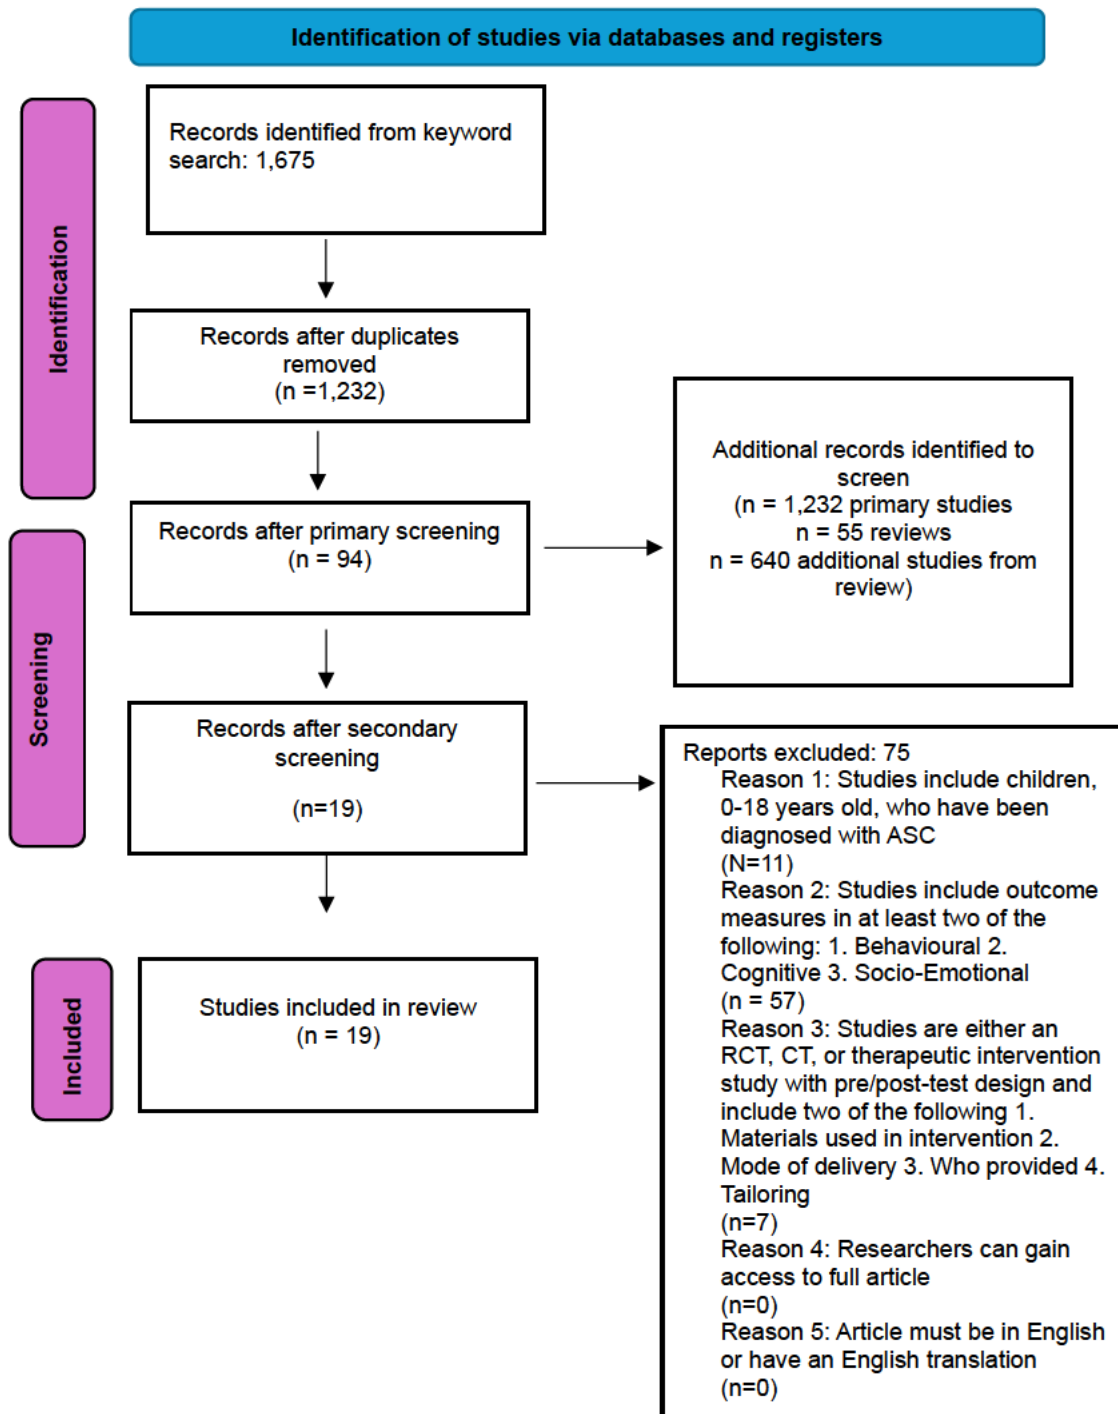 Identification of studies via databases and registers
Identification
Records identified from keyword
search: 1,675
Records after duplicates
removed
(n =1,232)
Screening
Records after primary screening
(n = 94)
Additional records identified to
screen
(n = 1,232 primary studies
n = 55 reviews
n = 640 additional studies from
review)
Records after secondary
screening
(n=19)
Reports excluded: 75
Reason 1: Studies include children,
0-18 years old, who have been
diagnosed with ASC
(N=11)
Reason 2: Studies include outcome
measures in at least two of the
following: 1. Behavioural 2.
Cognitive 3. Socio-Emotional
(n = 57)
Reason 3: Studies are either an
RCT, CT, or therapeutic intervention
study with pre/post-test design and
include two of the following 1.
Materials used in intervention 2.
Mode of delivery 3. Who provided 4.
Tailoring
(n=7)
Reason 4: Researchers can gain
access to full article
(n=0)
Reason 5: Article must be in English
or have an English translation
(n=0)
Included
Studies included in review
(n = 19)